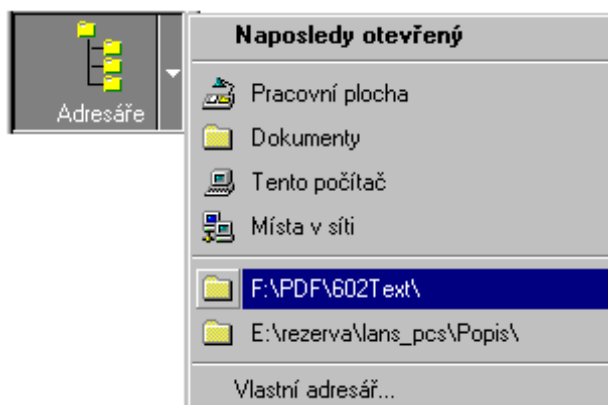 Adresáře
Naposledy otevřený
Pracovní plocha
Dokumenty
Tento počítač
Místa v síti
F:\PDF\602Text\
E:\rezerva\lans_pcs\Popis\
Vlastní adresář...